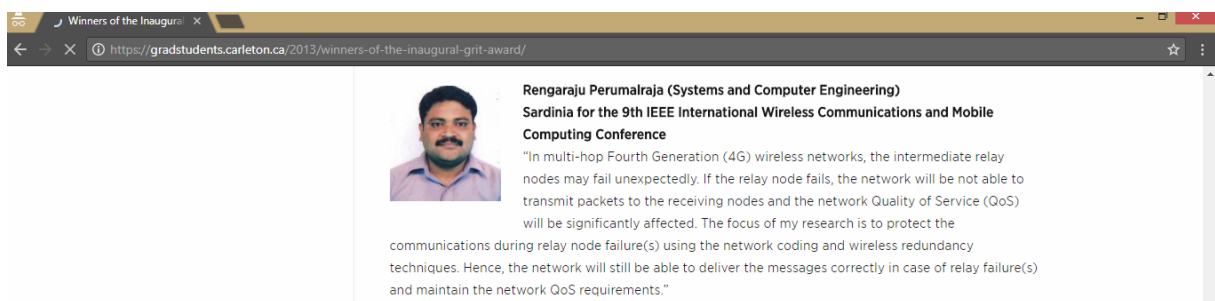 Winners of the Inaugural
https://gradstudents.carleton.ca/2013/winners-of-the-inaugural-grit-award/
Rengaraju Perumalraja (Systems and Computer Engineering)
Sardinia for the 9th IEEE International Wireless Communications and Mobile
Computing Conference
“In multi-hop Fourth Generation (4G) wireless networks, the intermediate relay
nodes may fail unexpectedly. If the relay node fails, the network will be not able to
transmit packets to the receiving nodes and the network Quality of Service (QoS)
will be significantly affected. The focus of my research is to protect the
communications during relay node failure(s) using the network coding and wireless redundancy
techniques. Hence, the network will still be able to deliver the messages correctly in case of relay failure(s)
and maintain the network QoS requirements.”